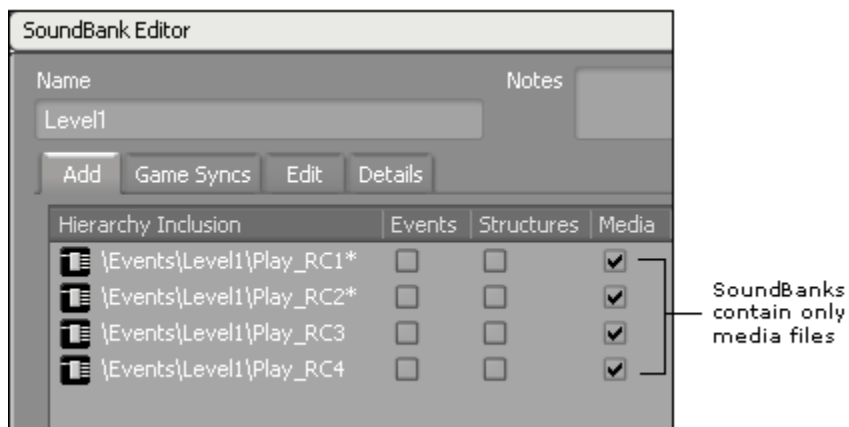 SoundBank Editor
Name
Notes
Level1
Add Game Syncs Edit Details
Hierarchy Inclusion Events Structures Media
\Events\Level1\Play_RC1*
\Events\Level1\Play_RC2*
\Events\Level1\Play_RC3
\Events\Level1\Play_RC4
SoundBanks
contain only
media files